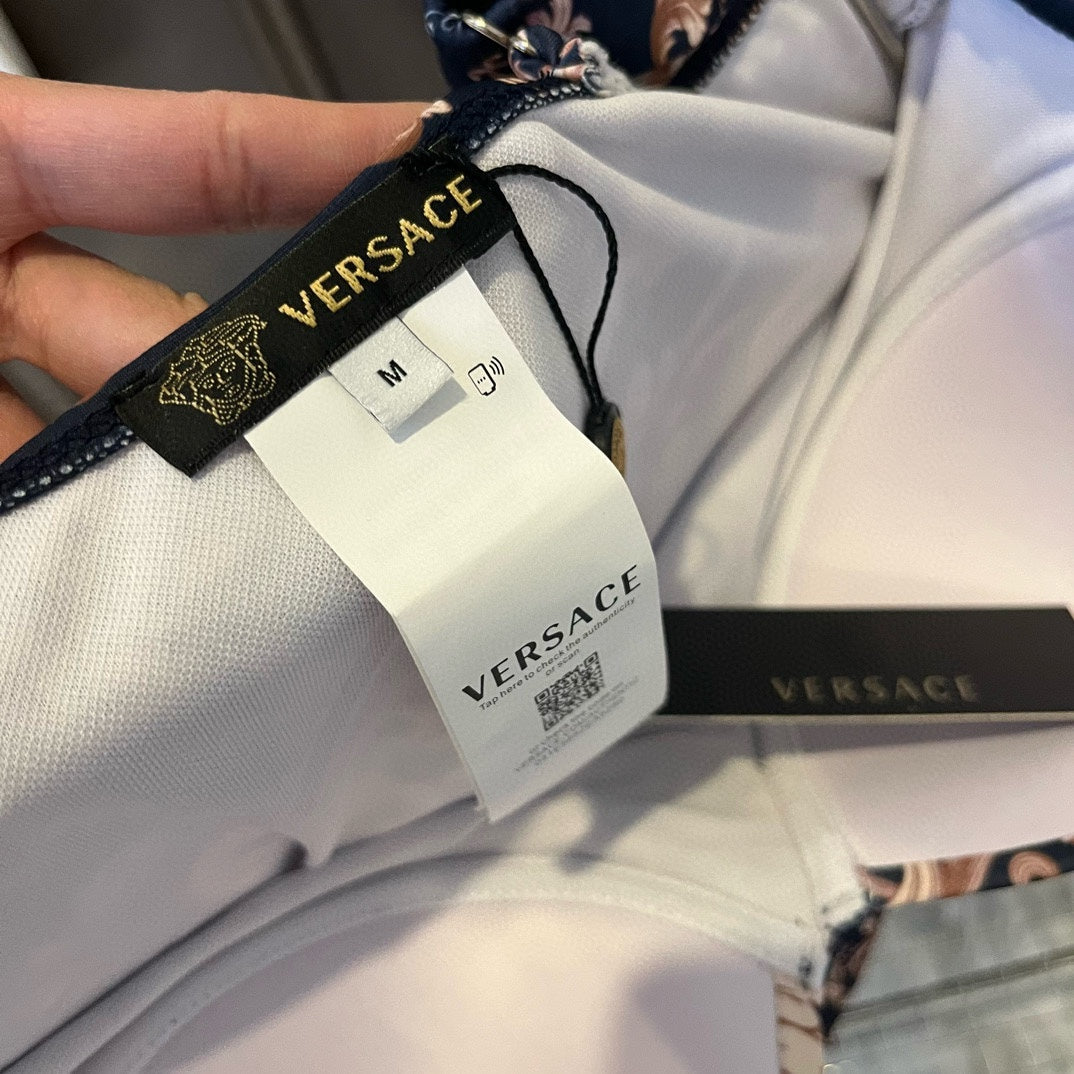 VERSACE
M
VERSACE
Tap here to check the authenticity
or scan
VERSACE